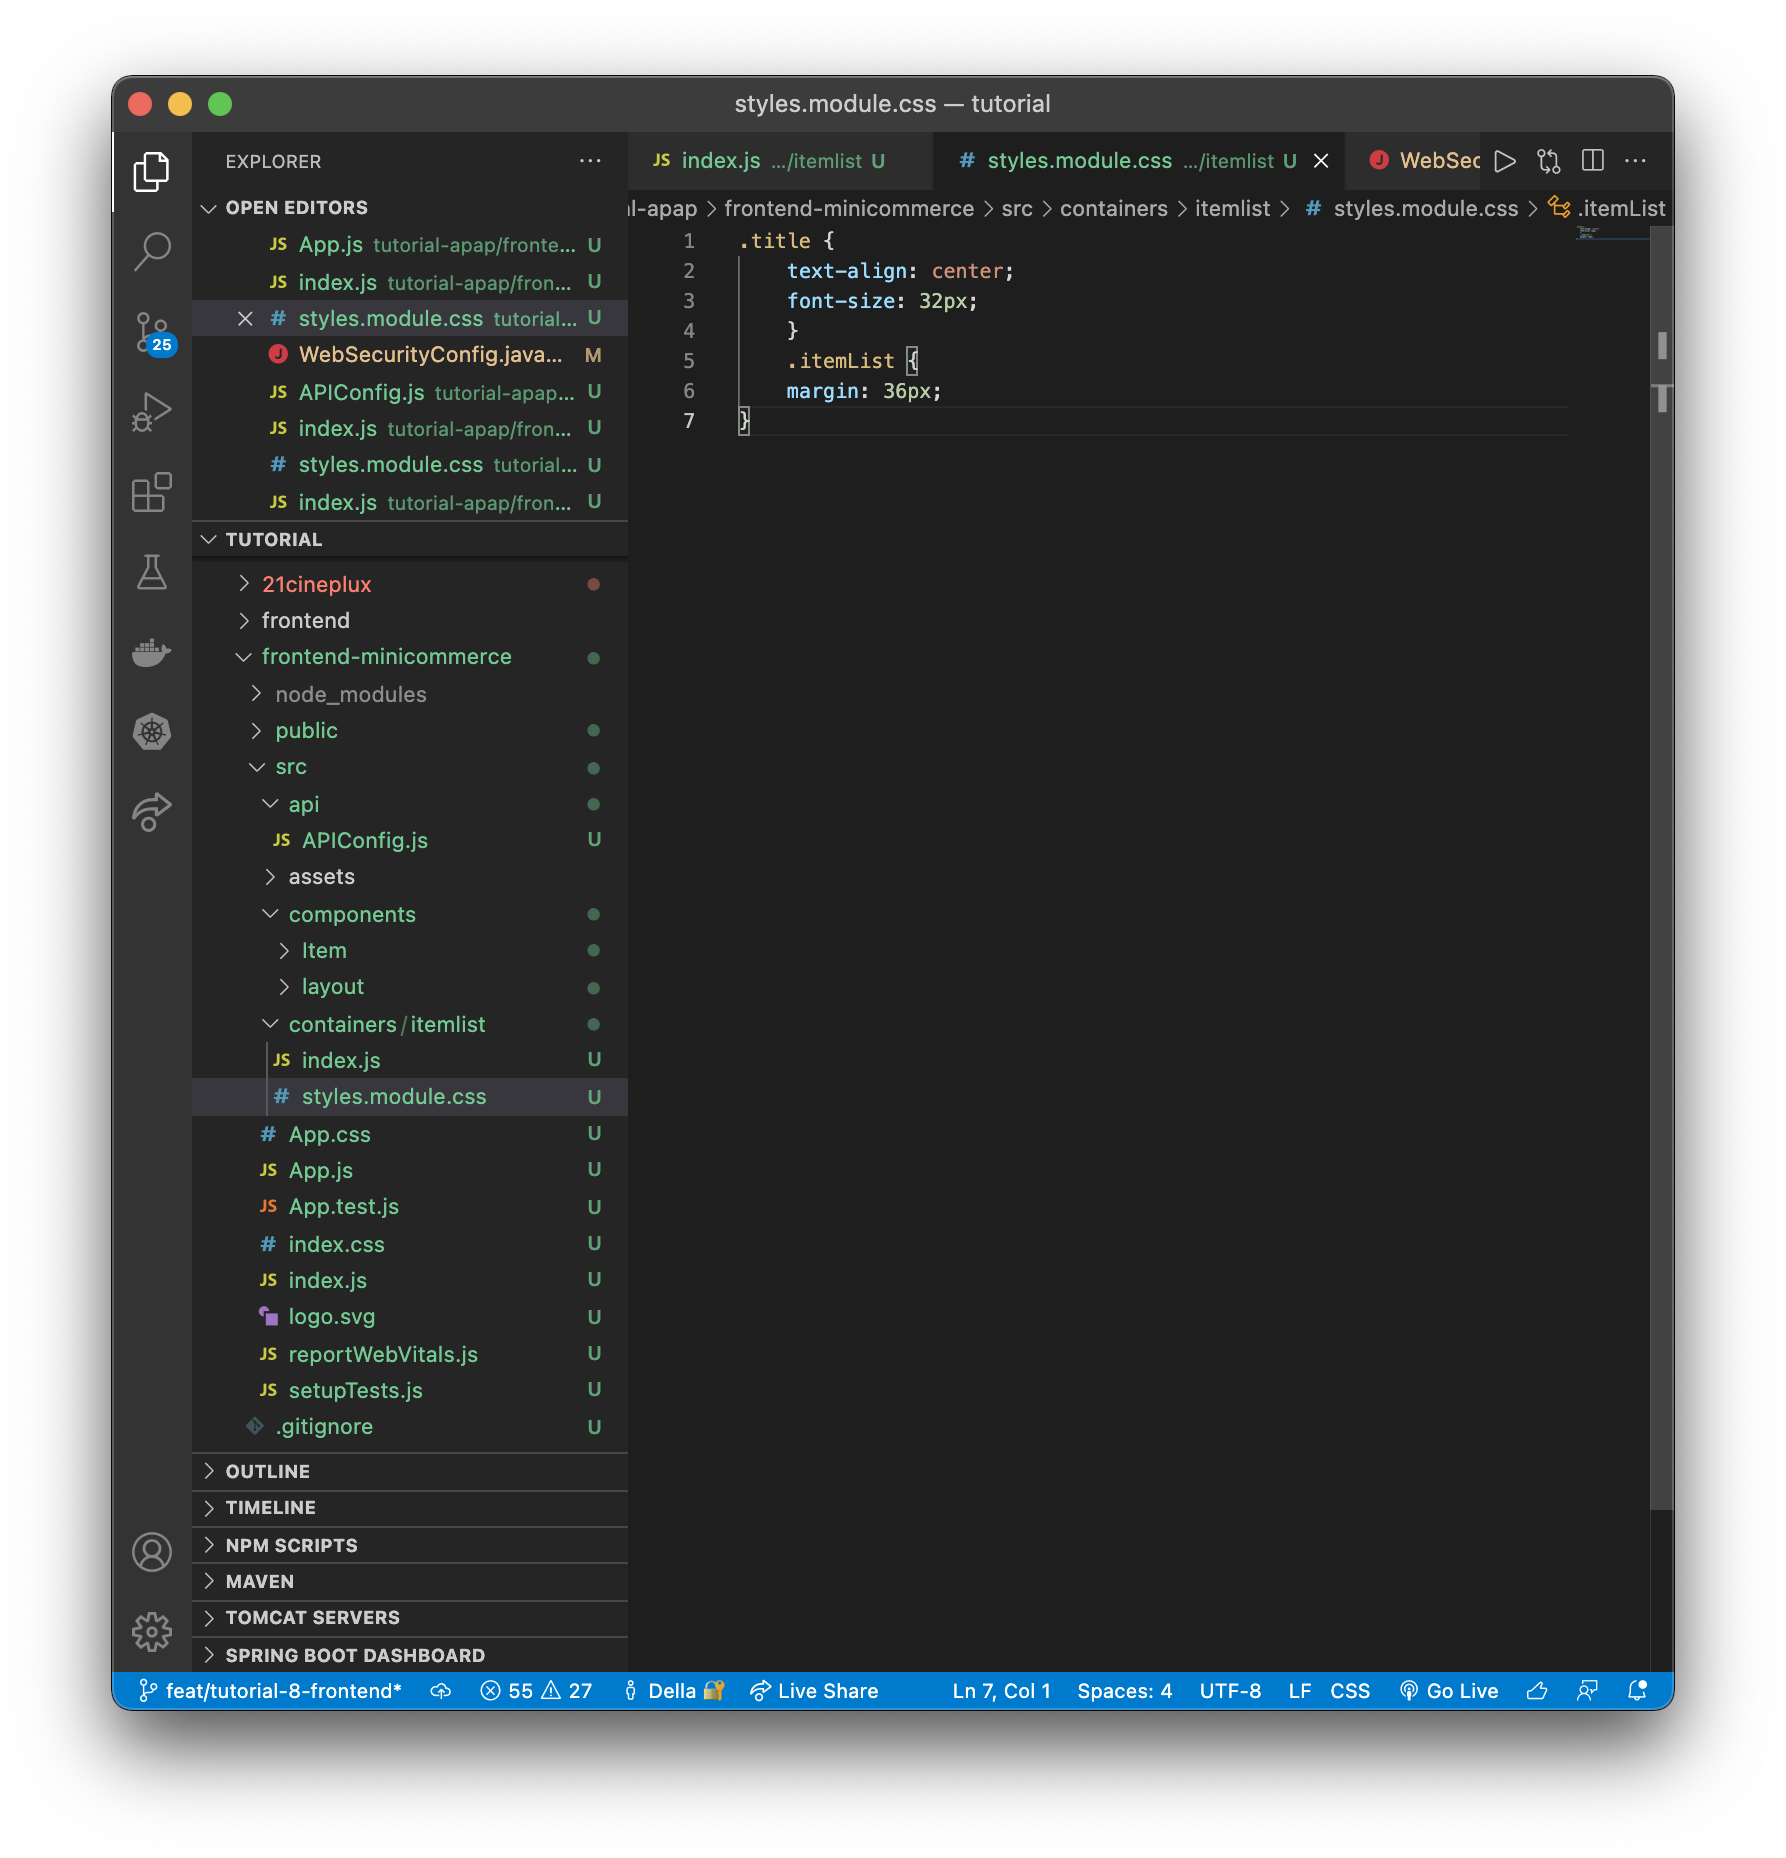 styles.module.css — tutorial
EXPLORER
OPEN EDITORS
JS App.js tutorial-apap/fronte... U
JS index.js tutorial-apap/fron... U
# styles.module.css tutorial... U
J WebSecurityConfig.java... M
JS APIConfig.js tutorial-apap... U
JS index.js tutorial-apap/fron... U
# styles.module.css tutorial... U
JS index.js tutorial-apap/fron... U
TUTORIAL
21cineplux
frontend
frontend-minicommerce
node_modules
public
src
api
JS APIConfig.js U
assets
components
Item
layout
containers/itemlist
JS index.js U
# styles.module.css U
# App.css U
JS App.js U
JS App.test.js U
# index.css U
JS index.js U
logo.svg U
JS reportWebVitals.js U
JS setupTests.js U
.gitignore U
OUTLINE
TIMELINE
NPM SCRIPTS
MAVEN
TOMCAT SERVERS
SPRING BOOT DASHBOARD
25
JS index.js .../itemlist U
# styles.module.css .../itemlist U
J WebSec
l-apap > frontend-minicommerce > src > containers > itemlist > # styles.module.css > .itemList
1 .title {
2 text-align: center;
3 font-size: 32px;
4 }
5 .itemList {
6 margin: 36px;
7 }
feat/tutorial-8-frontend* 55 27 Della Live Share Ln 7, Col 1 Spaces: 4 UTF-8 LF CSS Go Live